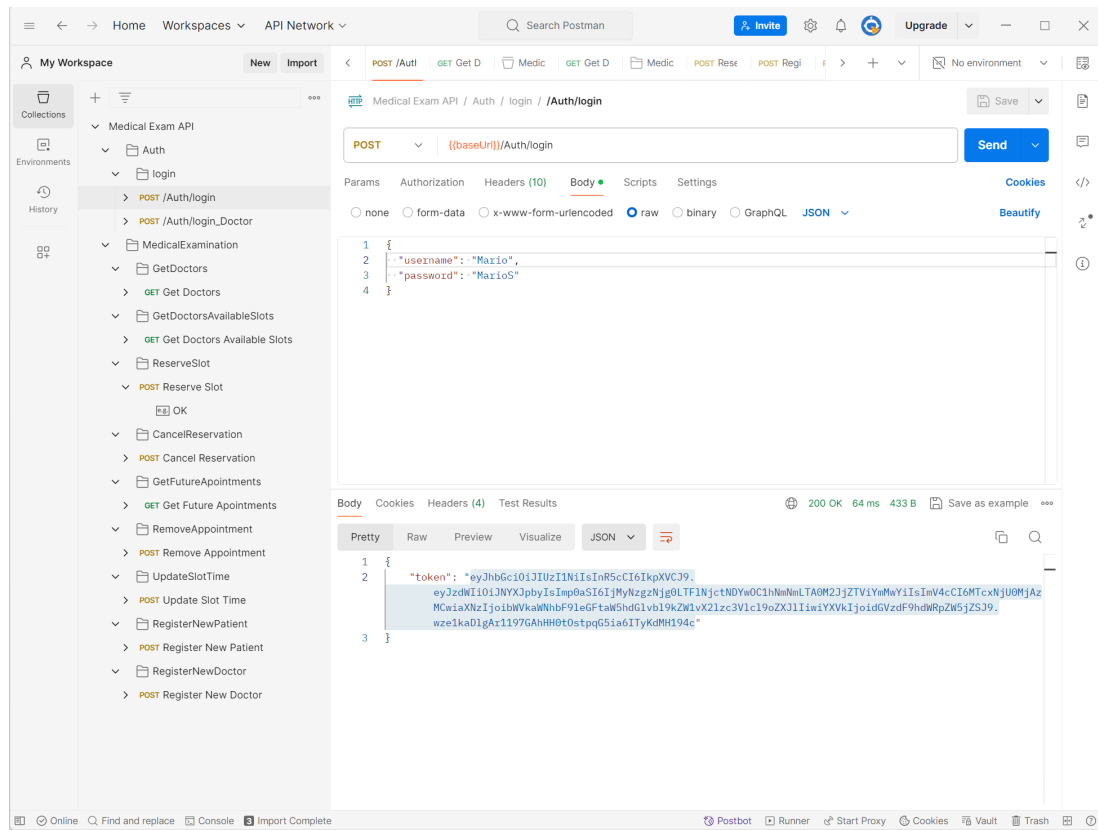 Home Workspaces API Network Search Postman Invite Upgrade
My Workspace New Import POST /Autl GET Get D Medic GET Get D Medic POST Rese POST Regi No environment
Collections
Environments
History
Medical Exam API
Auth
login
POST /Auth/login
POST /Auth/login_Doctor
MedicalExamination
GetDoctors
GET Get Doctors
GetDoctorsAvailableSlots
GET Get Doctors Available Slots
ReserveSlot
POST Reserve Slot
e.g. OK
CancelReservation
POST Cancel Reservation
GetFutureApointments
GET Get Future Apointments
RemoveAppointment
POST Remove Appointment
UpdateSlotTime
POST Update Slot Time
RegisterNewPatient
POST Register New Patient
RegisterNewDoctor
POST Register New Doctor
HTTP Medical Exam API / Auth / login / /Auth/login Save
POST {{baseUrl}}/Auth/login Send
Params Authorization Headers (10) Body Scripts Settings Cookies
none form-data x-www-form-urlencoded raw binary GraphQL JSON Beautify
1 {
2 "username": "Mario",
3 "password": "MarioS"
4 }
Body Cookies Headers (4) Test Results 200 OK 64 ms 433 B Save as example
Pretty Raw Preview Visualize JSON
1 {
2 "token": "eyJhbGciOiJIUzI1NiIsInR5cCI6IkpXVCJ9.
eyJzdWIiOiJNYXJpbyIsImp0aSI6IjMyNzgzNjg0LTFlNjctNDYwOC1hNmNmLTA0M2JjZTViYmMwYiIsImV4cCI6MTcxNjU0MjAz
MCwiaXNzIjoibWVkaWNhbF9leGFtaW5hdGlvbl9kZW1vX2lzc3Vlcl9oZXJlIiwiYXVkIjoidGVzdF9hdWRpZW5jZSJ9.
wze1kaDlgAr1197GAhHH0tOstpqG5ia6ITyKdMH194c"
3 }
Online Find and replace Console 3 Import Complete Postbot Runner Start Proxy Cookies Vault Trash